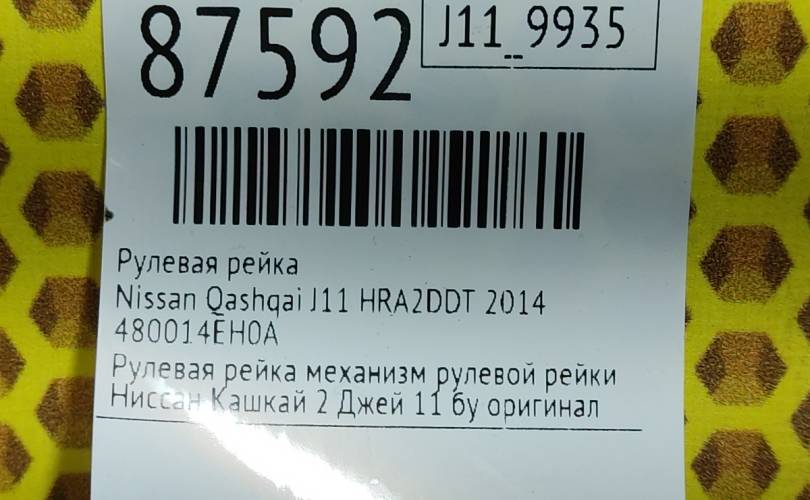 87592
J11_9935
Рулевая рейка
Nissan Qashqai J11 HRA2DDT 2014
480014EH0A
Рулевая рейка механизм рулевой рейки
Ниссан Кашкай 2 Джей 11 бу оригинал